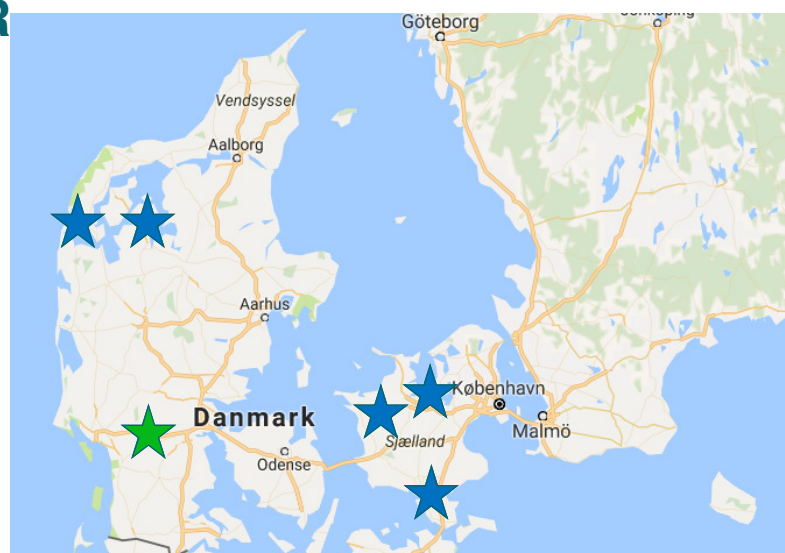 R
Göteborg
Vendsyssel
Aalborg
Aarhus
København
Danmark
Malmö
Sjælland
Odense